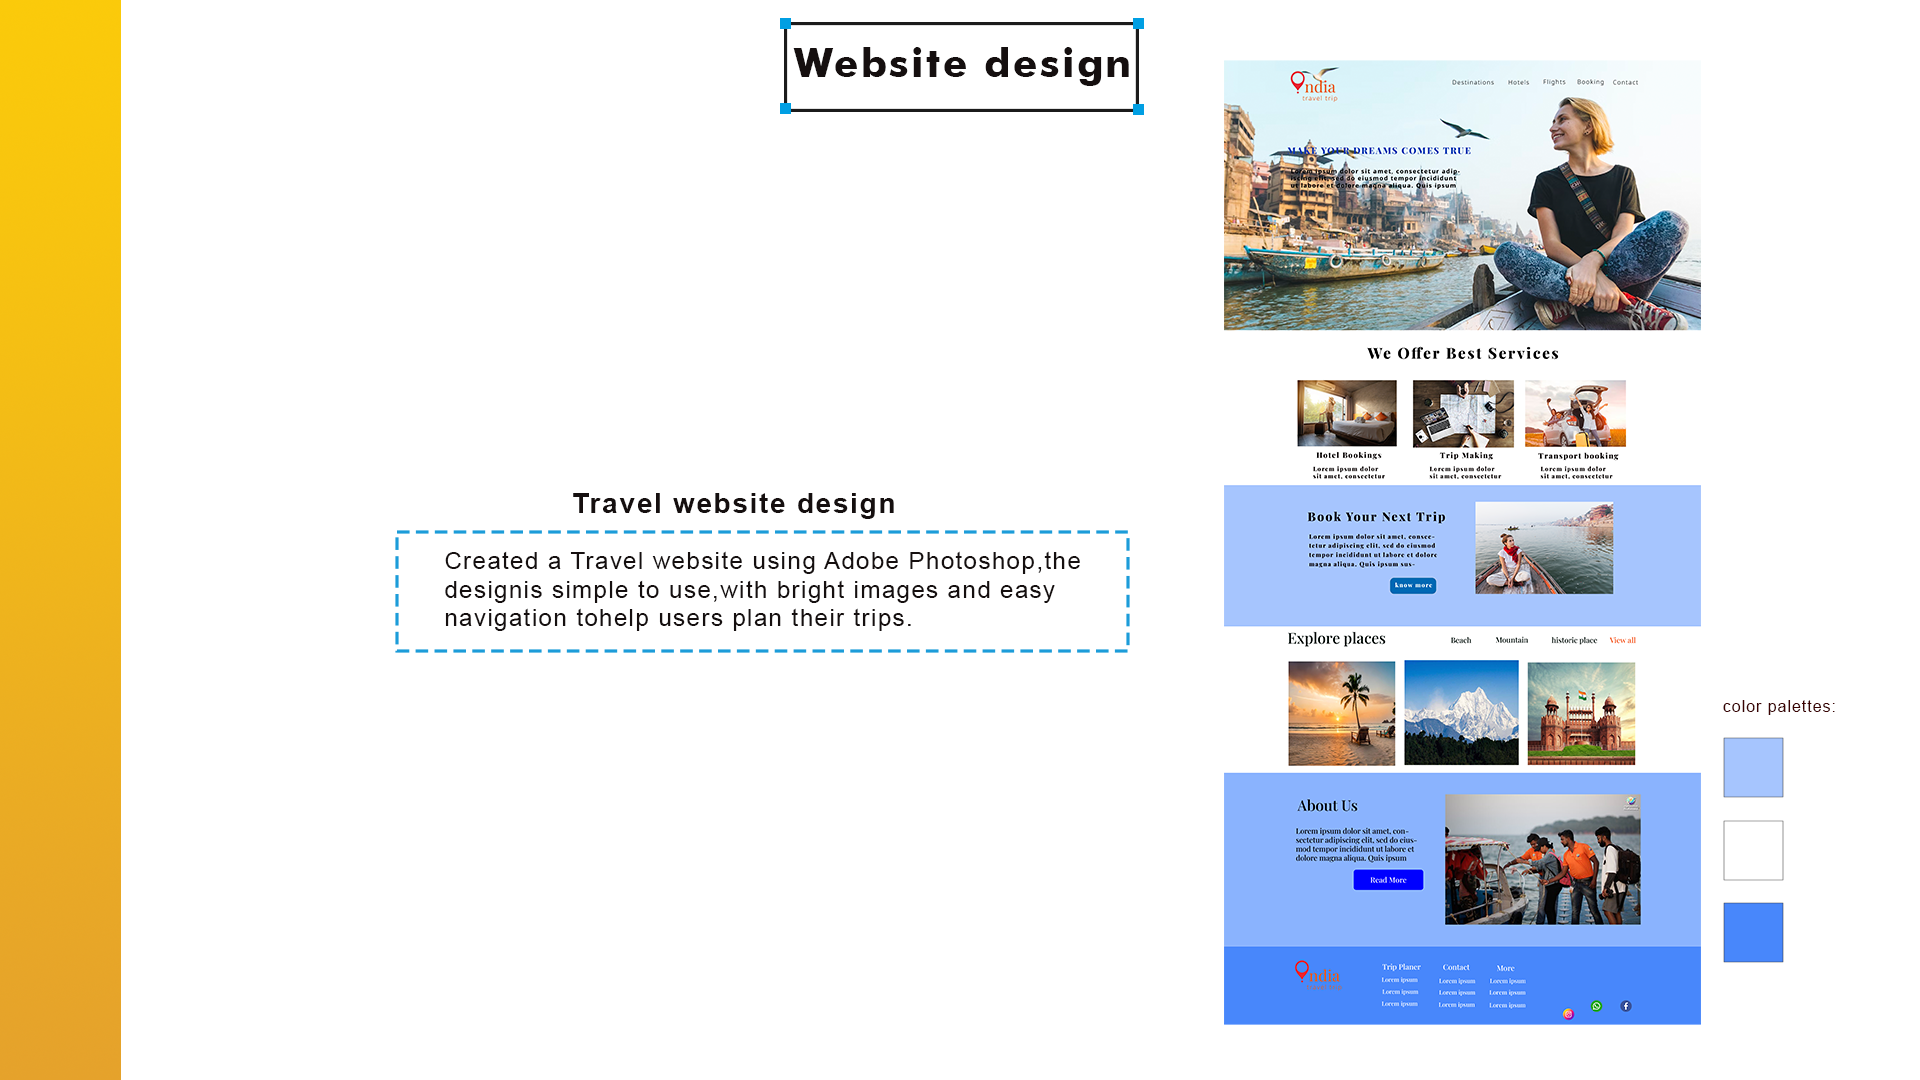 Website design
ndia
travel trip
Destinations Hotels Flights Booking Contact
MAKE YOUR DREAMS COMES TRUE
Lorem ipsum dolor sit amet, consectetur adip-
iscing elit, sed do eiusmod tempor incididunt
ut labore et dolore magna aliqua. Quis ipsum
We Offer Best Services
Hotel Bookings
Lorem ipsum dolor
sit amet, consectetur
Trip Making
Lorem ipsum dolor
sit amet, consectetur
Transport booking
Lorem ipsum dolor
sit amet, consectetur
Travel website design
Created a Travel website using Adobe Photoshop,the
designis simple to use,with bright images and easy
navigation tohelp users plan their trips.
Book Your Next Trip
Lorem ipsum dolor sit amet, consec-
tetur adipiscing elit, sed do eiusmod
tempor incididunt ut labore et dolore
magna aliqua. Quis ipsum sus-
know more
Explore places
Beach Mountain historic place View all
color palettes:
About Us
Lorem ipsum dolor sit amet, con-
sectetur adipiscing elit, sed do eius-
mod tempor incididunt ut labore et
dolore magna aliqua. Quis ipsum
Read More
ndia
Trip Planer
Lorem ipsum
Lorem ipsum
Lorem ipsum
Contact
Lorem ipsum
Lorem ipsum
Lorem ipsum
More
Lorem ipsum
Lorem ipsum
Lorem ipsum